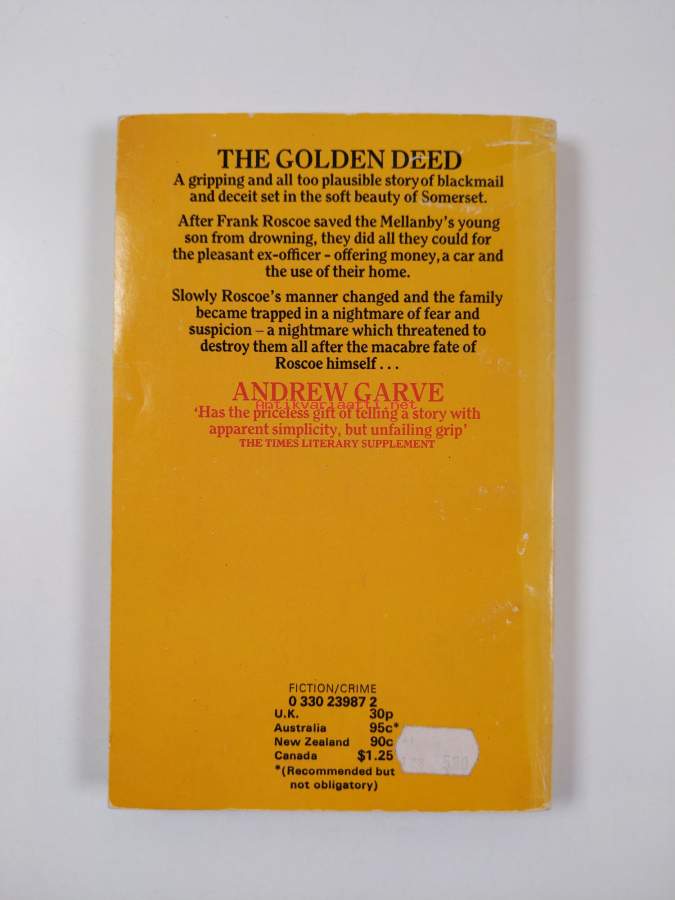 THE GOLDEN DEED
A gripping and all too plausible story of blackmail
and deceit set in the soft beauty of Somerset.
After Frank Roscoe saved the Mellanby's young
son from drowning, they did all they could for
the pleasant ex-officer – offering money, a car and
the use of their home.
Slowly Roscoe's manner changed and the family
became trapped in a nightmare of fear and
suspicion – a nightmare which threatened to
destroy them all after the macabre fate of
Roscoe himself . . .
ANDREW GARVE
Antikvariaatti.net
'Has the priceless gift of telling a story with
apparent simplicity, but unfailing grip'
THE TIMES LITERARY SUPPLEMENT
FICTION/CRIME
0 330 23987 2
U.K. 30p
Australia 95c*
New Zealand 90c
Canada $1.25
*(Recommended but
not obligatory)